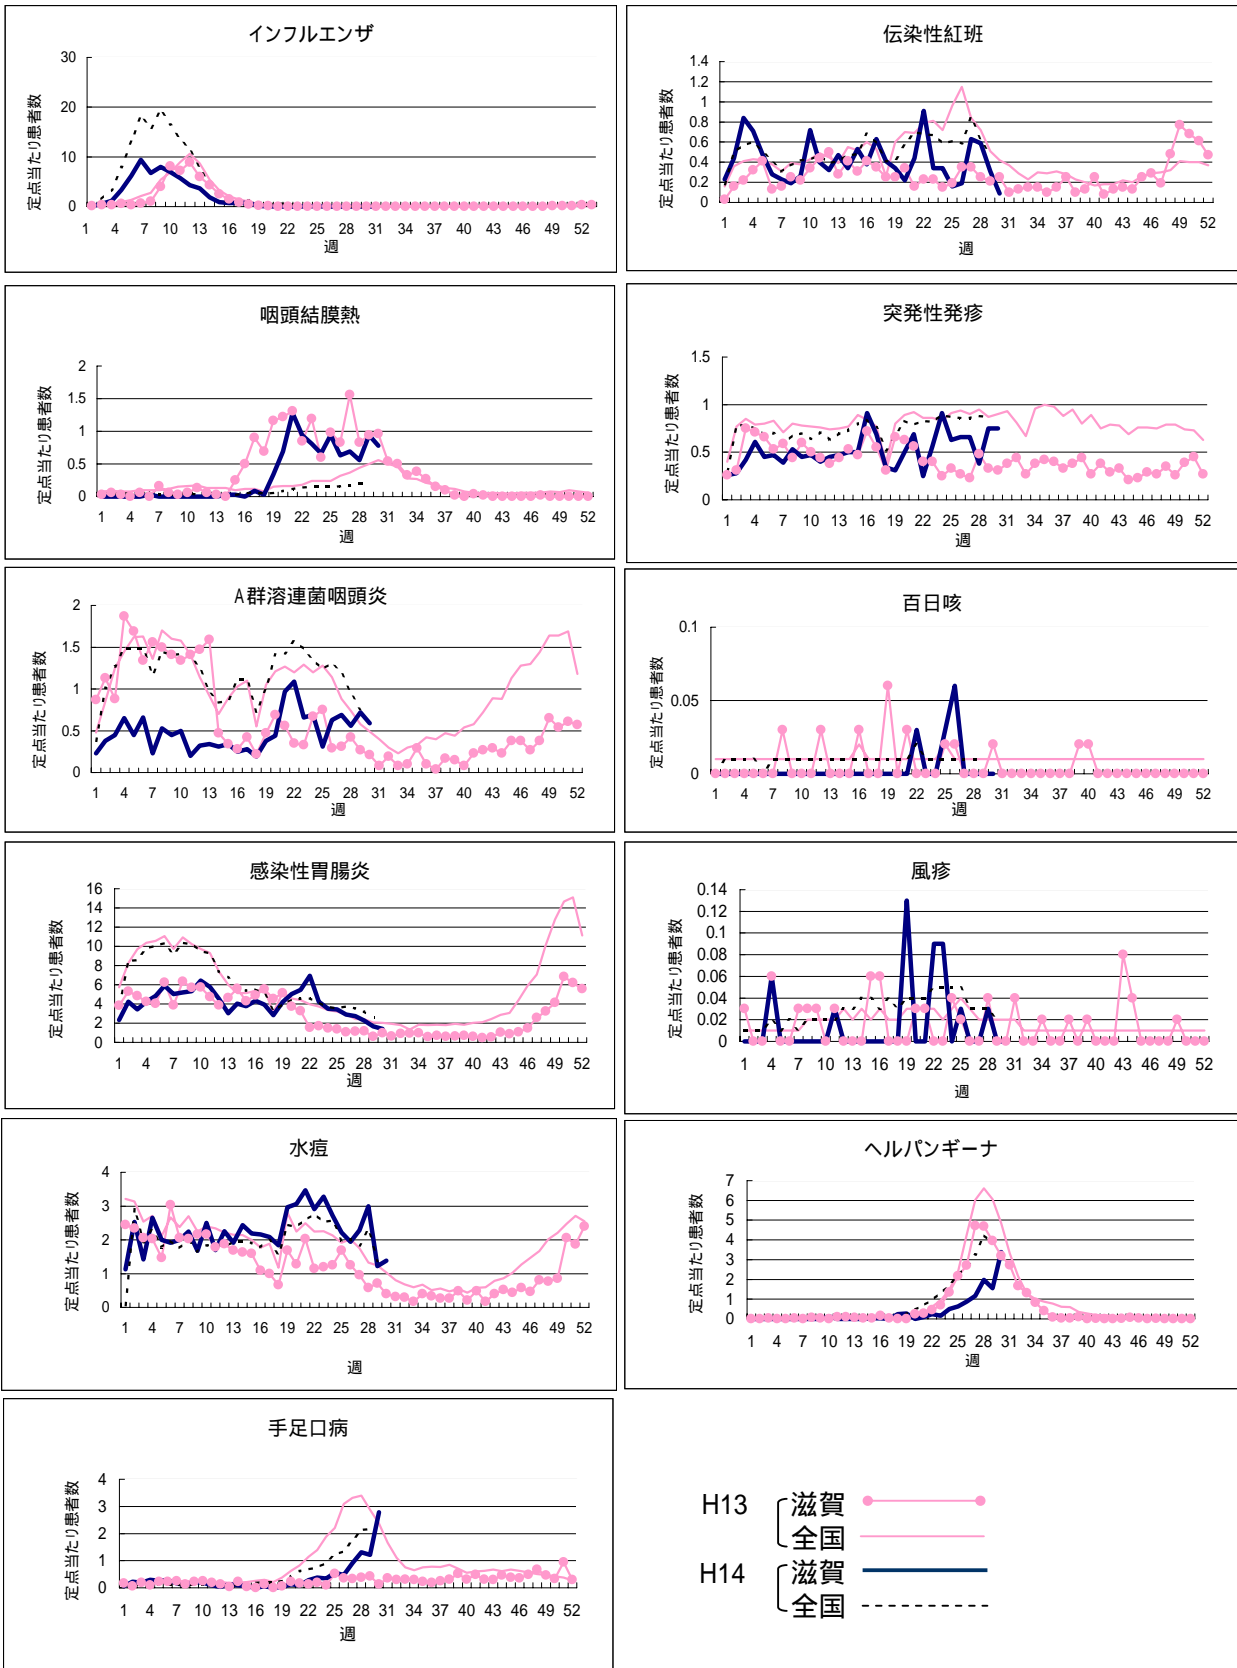 インフルエンザ
定点当たり患者数
30
20
10
0
1 4 7 10 13 16 19 22 25 28 31 34 37 40 43 46 49 52
週
伝染性紅斑
定点当たり患者数
1.4
1.2
1
0.8
0.6
0.4
0.2
0
1 4 7 10 13 16 19 22 25 28 31 34 37 40 43 46 49 52
週
咽頭結膜熱
定点当たり患者数
2
1.5
1
0.5
0
1 4 7 10 13 16 19 22 25 28 31 34 37 40 43 46 49 52
週
突発性発疹
定点当たり患者数
1.5
1
0.5
0
1 4 7 10 13 16 19 22 25 28 31 34 37 40 43 46 49 52
週
A群溶連菌咽頭炎
定点当たり患者数
2
1.5
1
0.5
0
1 4 7 10 13 16 19 22 25 28 31 34 37 40 43 46 49 52
週
百日咳
定点当たり患者数
0.1
0.05
0
1 4 7 10 13 16 19 22 25 28 31 34 37 40 43 46 49 52
週
感染性胃腸炎
定点当たり患者数
16
14
12
10
8
6
4
2
0
1 4 7 10 13 16 19 22 25 28 31 34 37 40 43 46 49 52
週
風疹
定点当たり患者数
0.14
0.12
0.1
0.08
0.06
0.04
0.02
0
1 4 7 10 13 16 19 22 25 28 31 34 37 40 43 46 49 52
週
水痘
定点当たり患者数
4
3
2
1
0
1 4 7 10 13 16 19 22 25 28 31 34 37 40 43 46 49 52
週
ヘルパンギーナ
定点当たり患者数
7
6
5
4
3
2
1
0
1 4 7 10 13 16 19 22 25 28 31 34 37 40 43 46 49 52
週
手足口病
定点当たり患者数
4
3
2
1
0
1 4 7 10 13 16 19 22 25 28 31 34 37 40 43 46 49 52
週
H13 滋賀
全国
H14 滋賀
全国